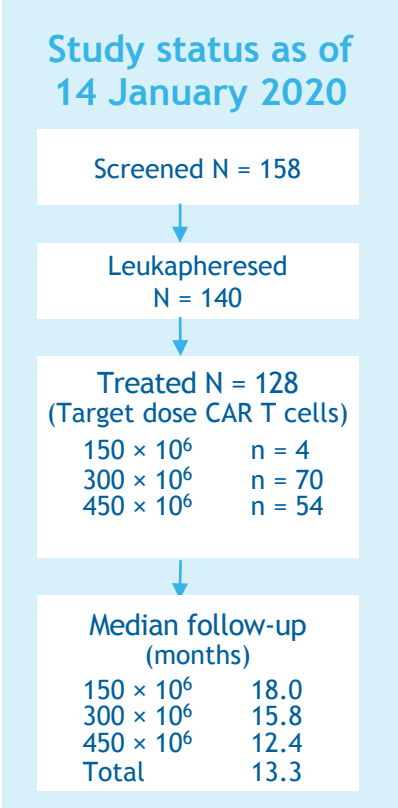 Study status as of
14 January 2020
Screened N = 158
Leukapheresed
N = 140
Treated N = 128
(Target dose CAR T cells)
150 × 10⁶ n = 4
300 × 10⁶ n = 70
450 × 10⁶ n = 54
Median follow-up
(months)
150 × 10⁶ 18.0
300 × 10⁶ 15.8
450 × 10⁶ 12.4
Total 13.3